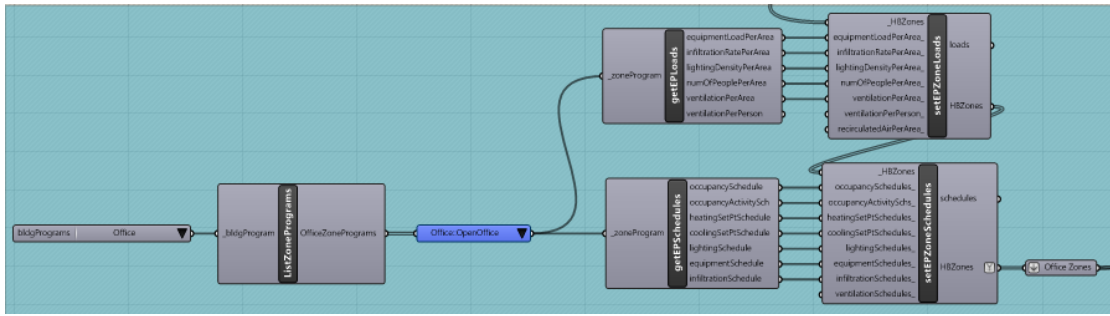 bldgPrograms Office
_bldgProgram
ListZonePrograms
OfficeZonePrograms
Office:OpenOffice
_zoneProgram
getEPLoads
equipmentLoadPerArea
infiltrationRatePerArea
lightingDensityPerArea
numOfPeoplePerArea
ventilationPerArea
ventilationPerPerson
_HBZones
equipmentLoadPerArea_
infiltrationRatePerArea_
lightingDensityPerArea_
numOfPeoplePerArea_
ventilationPerArea_
ventilationPerPerson_
recirculatedAirPerArea_
setEPZoneLoads
loads
HBZones
_zoneProgram
getEPSchedules
occupancySchedule
occupancyActivitySch
heatingSetPtSchedule
coolingSetPtSchedule
lightingSchedule
equipmentSchedule
infiltrationSchedule
_HBZones
occupancySchedules_
occupancyActivitySchs_
heatingSetPtSchedules_
coolingSetPtSchedules_
lightingSchedules_
equipmentSchedules_
infiltrationSchedules_
ventilationSchedules_
setEPZoneSchedules
schedules
HBZones
Office Zones